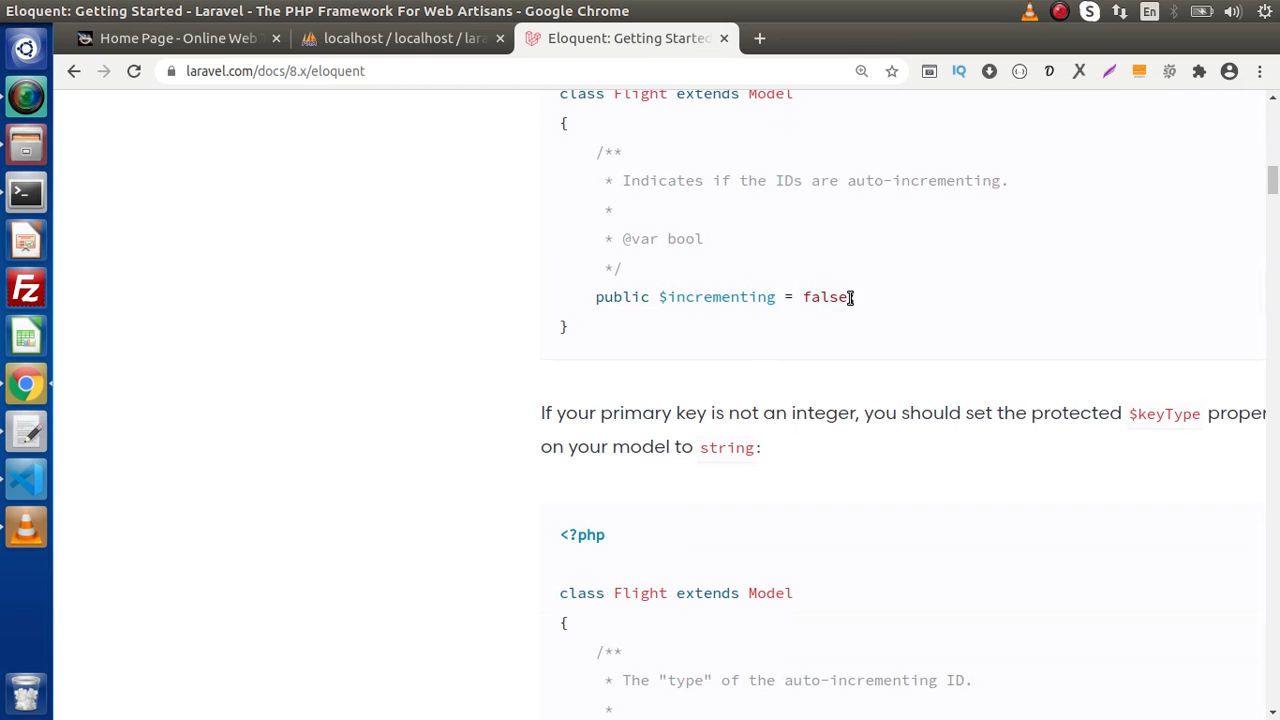 Eloquent: Getting Started - Laravel - The PHP Framework For Web Artisans - Google Chrome
En
Home Page - Online Web T
localhost / localhost / lara
Eloquent: Getting Started
laravel.com/docs/8.x/eloquent
class Flight extends Model
{
/**
* Indicates if the IDs are auto-incrementing.
*
* @var bool
*/
public $incrementing = false
}
If your primary key is not an integer, you should set the protected $keyType proper
on your model to string:
<?php
class Flight extends Model
{
/**
* The "type" of the auto-incrementing ID.
*